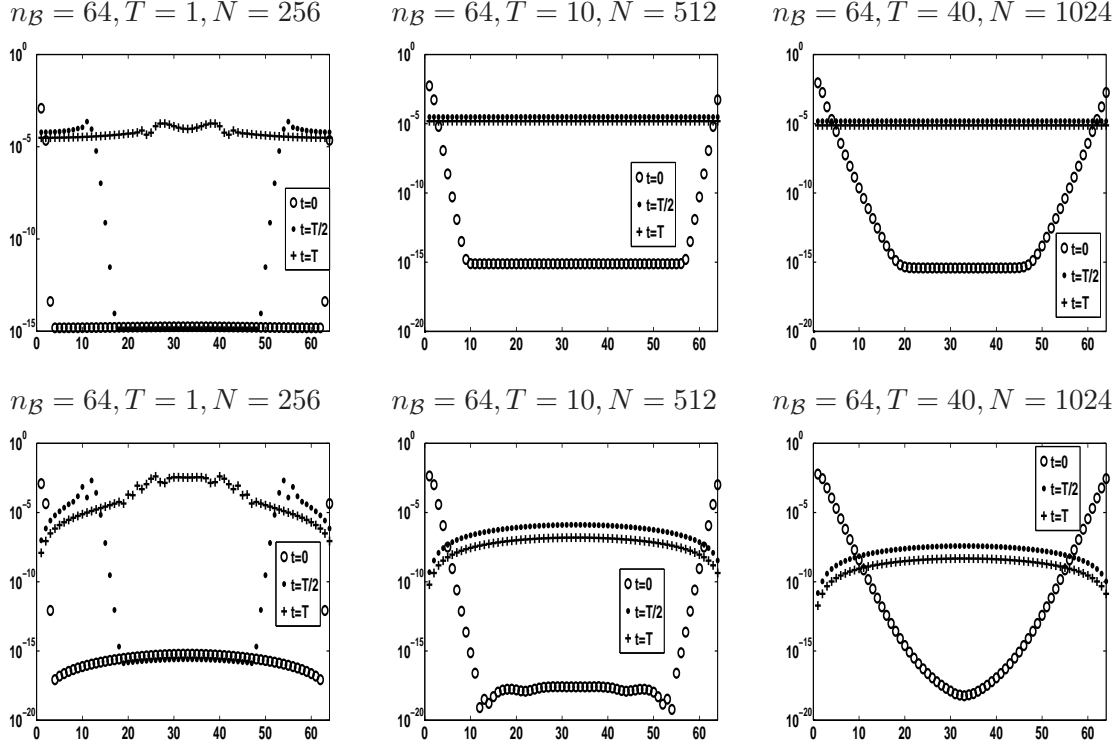 n_B = 64, T = 1, N = 256
n_B = 64, T = 10, N = 512
n_B = 64, T = 40, N = 1024
10^0
10^-5
10^-10
10^-15
0 10 20 30 40 50 60
t=0
t=T/2
t=T
10^0
10^-5
10^-10
10^-15
10^-20
0 10 20 30 40 50 60
t=0
t=T/2
t=T
10^0
10^-5
10^-10
10^-15
10^-20
0 10 20 30 40 50 60
t=0
t=T/2
t=T
n_B = 64, T = 1, N = 256
n_B = 64, T = 10, N = 512
n_B = 64, T = 40, N = 1024
10^0
10^-5
10^-10
10^-15
10^-20
0 10 20 30 40 50 60
t=0
t=T/2
t=T
10^0
10^-5
10^-10
10^-15
10^-20
0 10 20 30 40 50 60
t=0
t=T/2
t=T
10^0
10^-5
10^-10
10^-15
10^-20
0 10 20 30 40 50 60
t=0
t=T/2
t=T